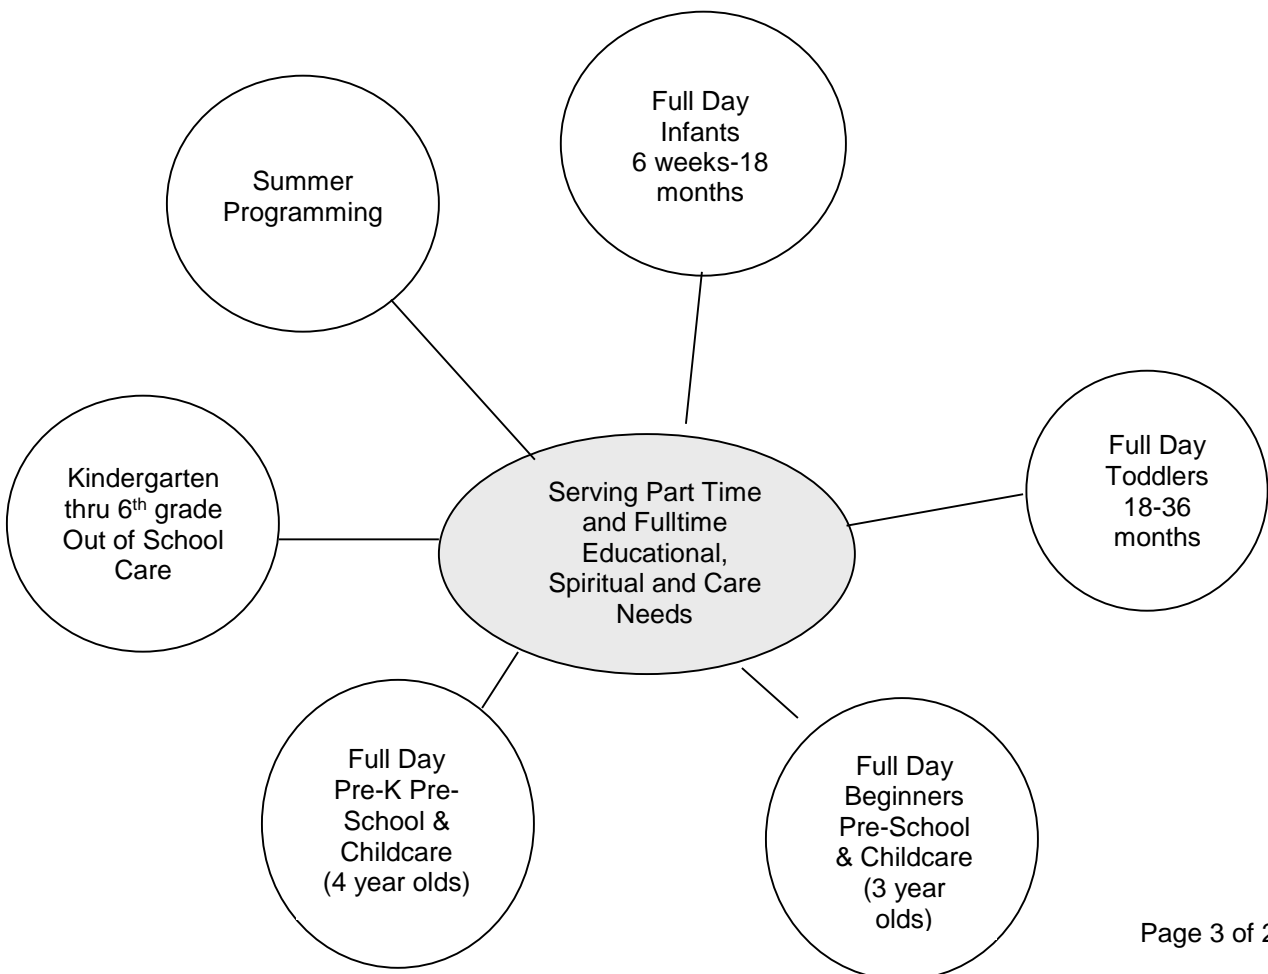 Full Day
Infants
6 weeks-18
months
Summer
Programming
Full Day
Toddlers
18-36
months
Kindergarten
thru 6th grade
Out of School
Care
Serving Part Time
and Fulltime
Educational,
Spiritual and Care
Needs
Full Day
Pre-K Pre-
School &
Childcare
(4 year olds)
Full Day
Beginners
Pre-School
& Childcare
(3 year
olds)
Page 3 of 2